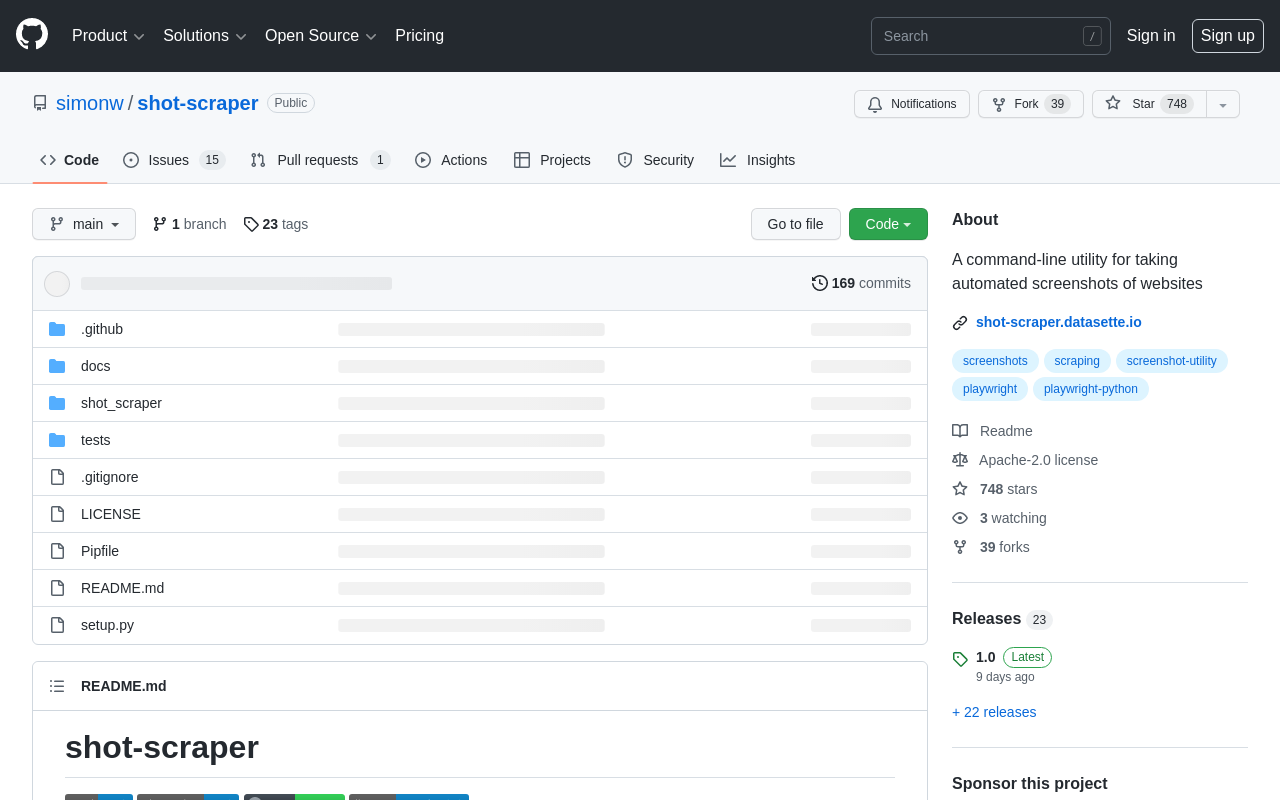 Product Solutions Open Source Pricing Search / Sign in Sign up
simonw / shot-scraper Public Notifications Fork 39 Star 748
Code Issues 15 Pull requests 1 Actions Projects Security Insights
main 1 branch 23 tags Go to file Code
169 commits
.github
docs
shot_scraper
tests
.gitignore
LICENSE
Pipfile
README.md
setup.py
README.md
shot-scraper
About
A command-line utility for taking
automated screenshots of websites
shot-scraper.datasette.io
screenshots scraping screenshot-utility
playwright playwright-python
Readme
Apache-2.0 license
748 stars
3 watching
39 forks
Releases 23
1.0 Latest
9 days ago
+ 22 releases
Sponsor this project